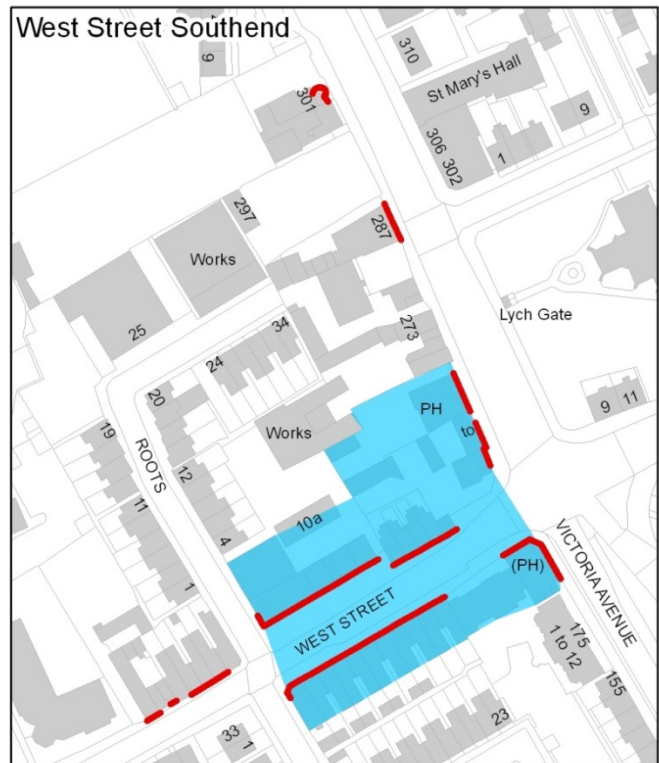 West Street Southend
9
310
St Mary's Hall
301
9
306
302
1
297
287
Works
Lych Gate
25
273
34
24
20
PH
9 11
to
19
ROOTS
Works
12
11
10a
4
VICTORIA AVENUE
(PH)
1
WEST STREET
175
1 to 12
155
23
33
1